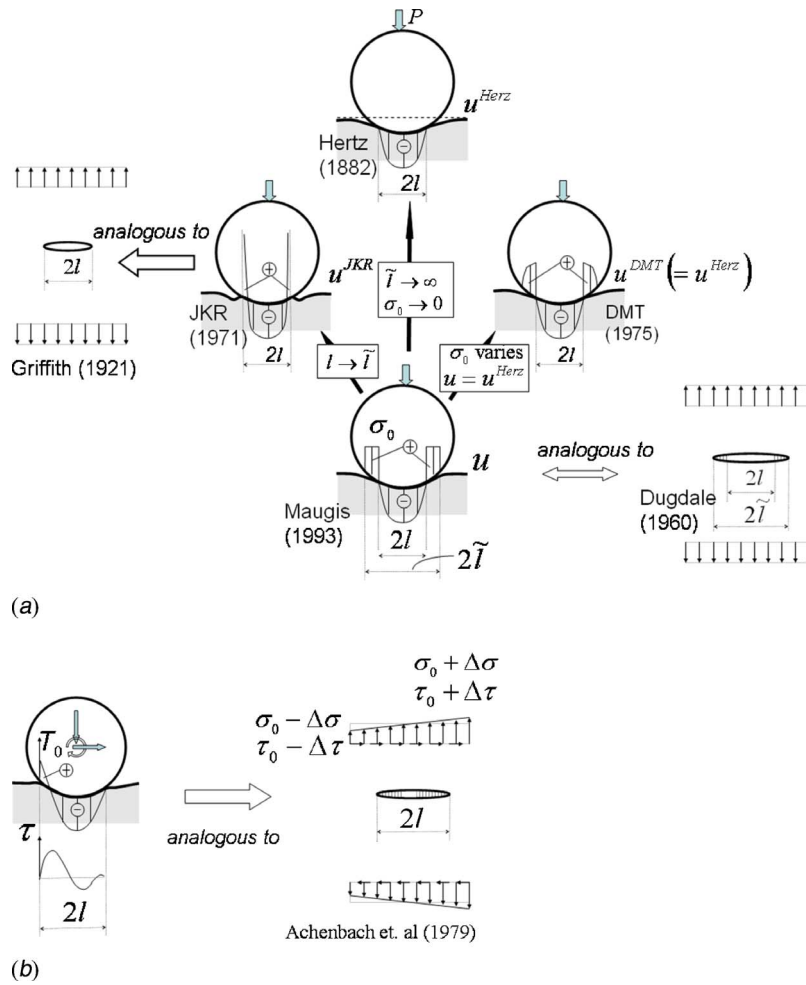 P
u^Herz
Hertz
(1882)
⊖
2l
analogous to
2l
Griffith (1921)
⊕
u^JKR
JKR
(1971)
⊖
2l
l̃ → ∞
σ₀ → 0
⊕
u^DMT (= u^Herz)
DMT
(1975)
⊖
2l
l → l̃
σ₀ varies
u = u^Herz
σ₀
⊕
u
Maugis
(1993)
⊖
2l
2l̃
analogous to
Dugdale
(1960)
2l
2l̃
(a)
T₀
⊕
⊖
τ
2l
analogous to
σ₀ + Δσ
τ₀ + Δτ
σ₀ − Δσ
τ₀ − Δτ
2l
Achenbach et. al (1979)
(b)